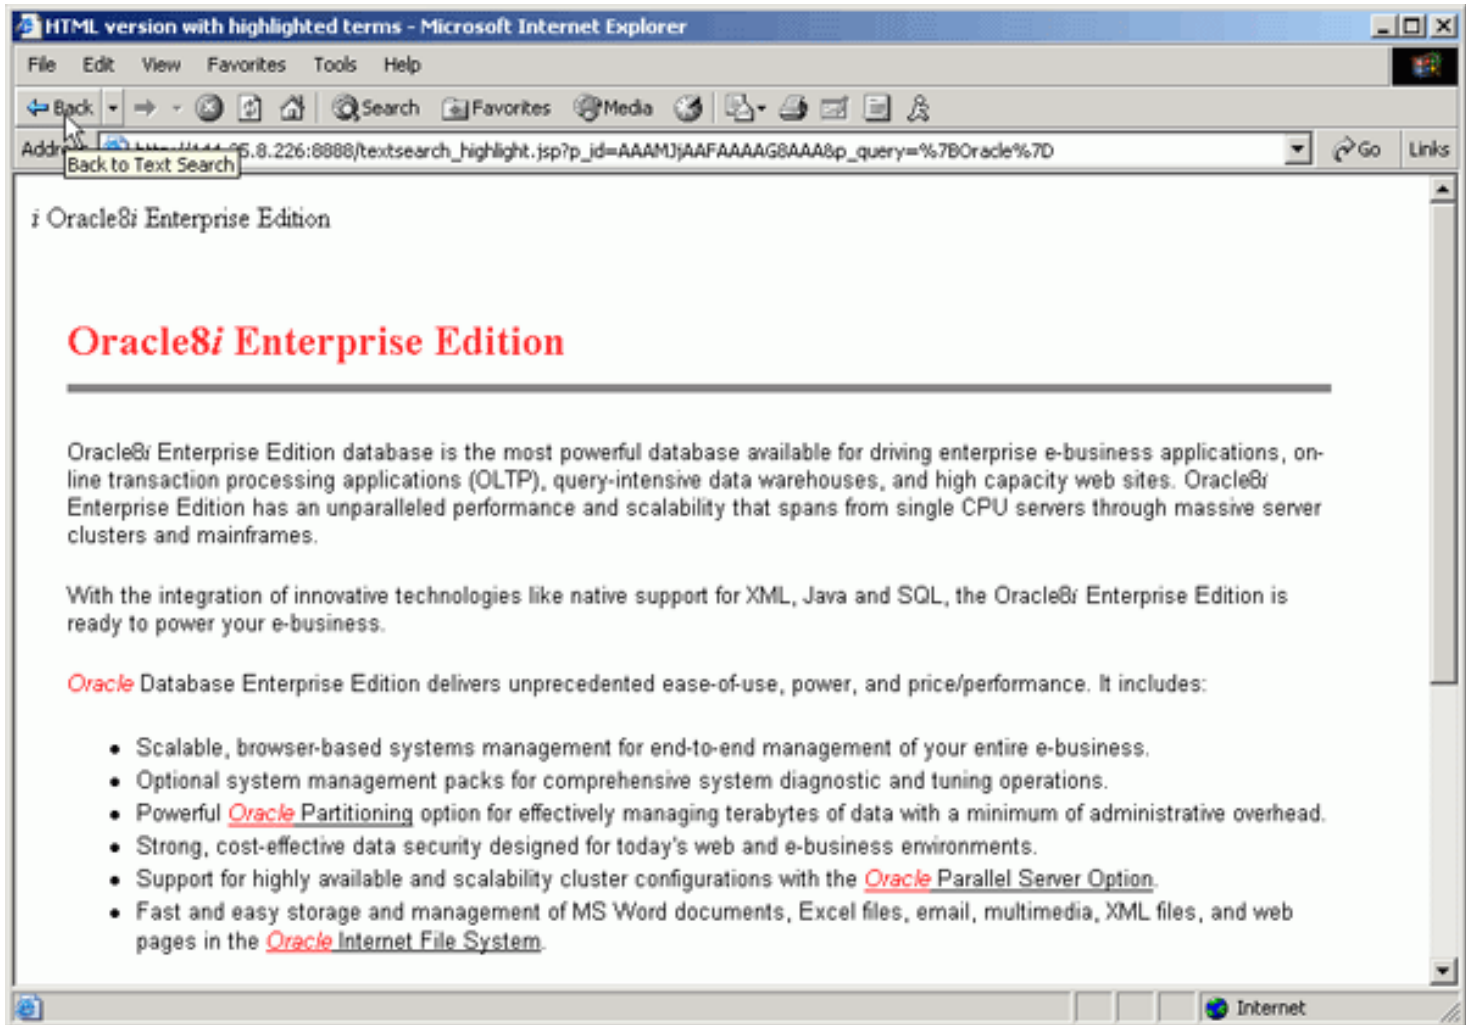 HTML version with highlighted terms - Microsoft Internet Explorer
File Edit View Favorites Tools Help
Back Search Favorites Media
.8.226:8888/textsearch_highlight.jsp?p_id=AAAMJjAAFAAAAG8AAA&p_query=%7BOracle%7D Go Links
Back to Text Search
i Oracle8i Enterprise Edition
Oracle8i Enterprise Edition
Oracle8i Enterprise Edition database is the most powerful database available for driving enterprise e-business applications, on-
line transaction processing applications (OLTP), query-intensive data warehouses, and high capacity web sites. Oracle8i
Enterprise Edition has an unparalleled performance and scalability that spans from single CPU servers through massive server
clusters and mainframes.
With the integration of innovative technologies like native support for XML, Java and SQL, the Oracle8i Enterprise Edition is
ready to power your e-business.
Oracle Database Enterprise Edition delivers unprecedented ease-of-use, power, and price/performance. It includes:
• Scalable, browser-based systems management for end-to-end management of your entire e-business.
• Optional system management packs for comprehensive system diagnostic and tuning operations.
• Powerful Oracle Partitioning option for effectively managing terabytes of data with a minimum of administrative overhead.
• Strong, cost-effective data security designed for today's web and e-business environments.
• Support for highly available and scalability cluster configurations with the Oracle Parallel Server Option.
• Fast and easy storage and management of MS Word documents, Excel files, email, multimedia, XML files, and web
pages in the Oracle Internet File System.
Internet